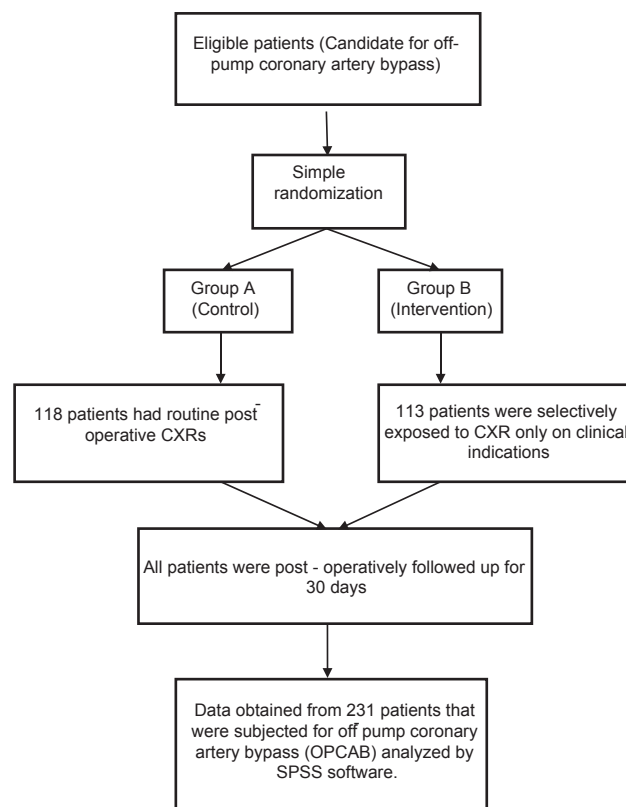 Eligible patients (Candidate for off-
pump coronary artery bypass)
Simple
randomization
Group A
(Control)
Group B
(Intervention)
118 patients had routine post-
operative CXRs
113 patients were selectively
exposed to CXR only on clinical
indications
All patients were post - operatively followed up for
30 days
Data obtained from 231 patients that
were subjected for off-pump coronary
artery bypass (OPCAB) analyzed by
SPSS software.